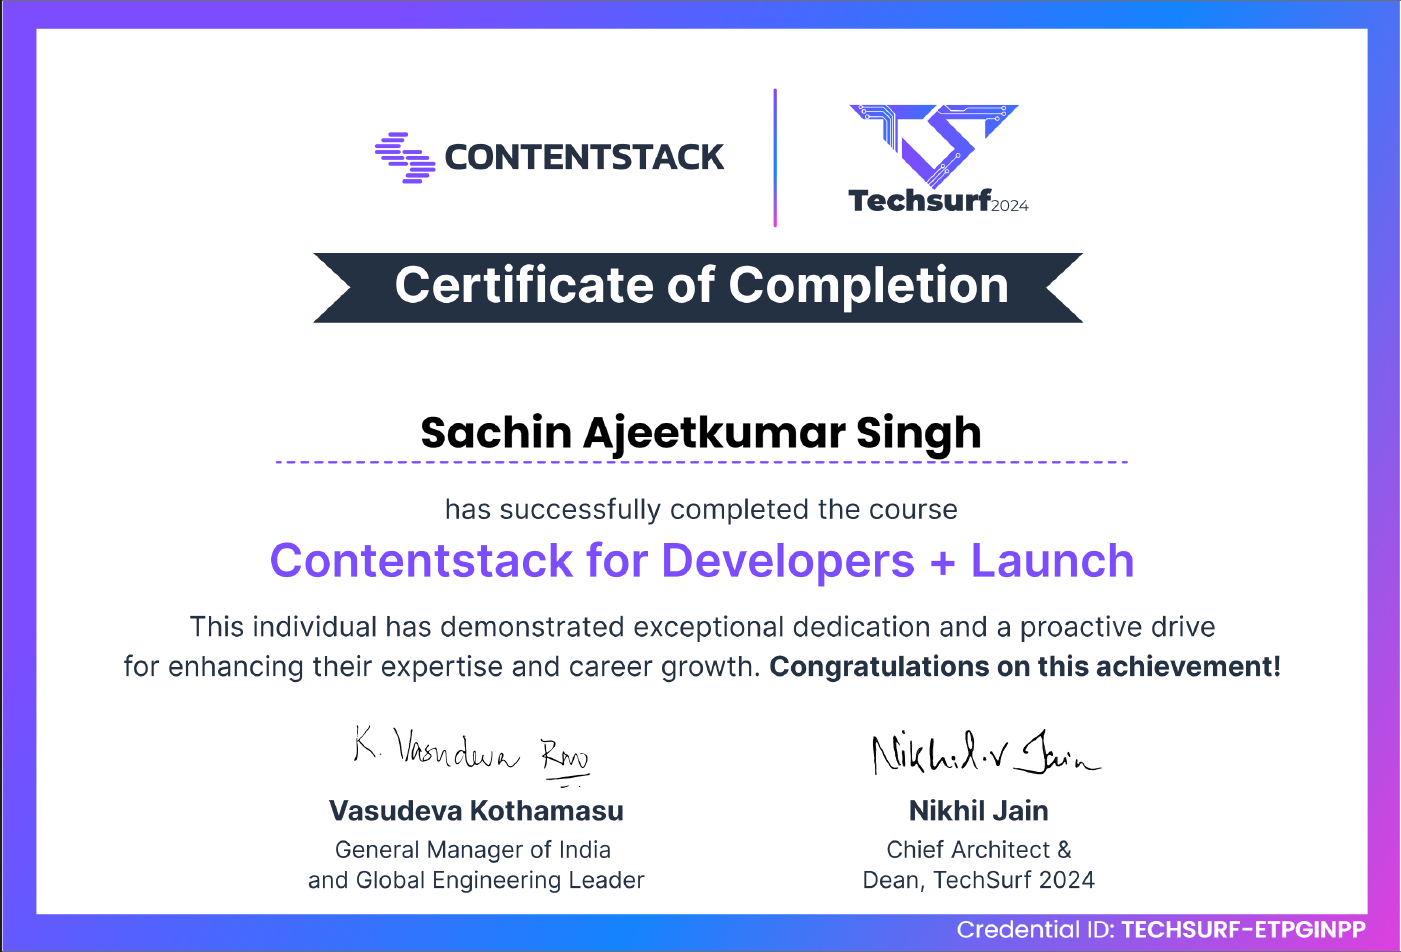 CONTENTSTACK
Techsurf2024
Certificate of Completion
Sachin Ajeetkumar Singh
has successfully completed the course
Contentstack for Developers + Launch
This individual has demonstrated exceptional dedication and a proactive drive
for enhancing their expertise and career growth. Congratulations on this achievement!
K. Vasudeva Rao
Nikhil.V Jain
Vasudeva Kothamasu
Nikhil Jain
General Manager of India
and Global Engineering Leader
Chief Architect &
Dean, TechSurf 2024
Credential ID: TECHSURF-ETPGINPP